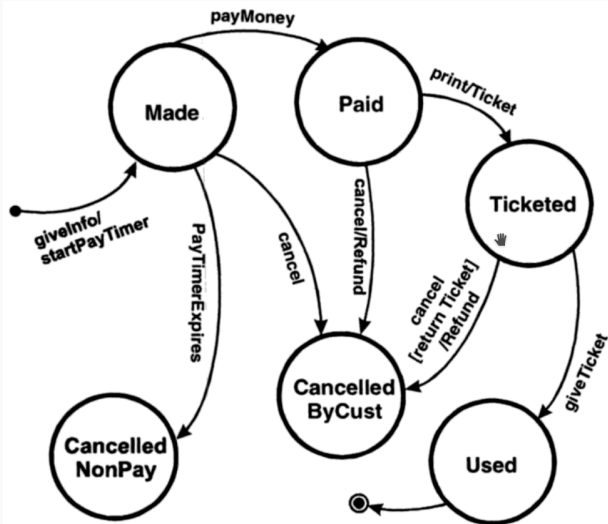 payMoney
Made
Paid
print/Ticket
Ticketed
giveInfo/
startPayTimer
PayTimerExpires
cancel
cancel/Refund
cancel
[return Ticket]
/Refund
giveTicket
Cancelled
ByCust
Cancelled
NonPay
Used